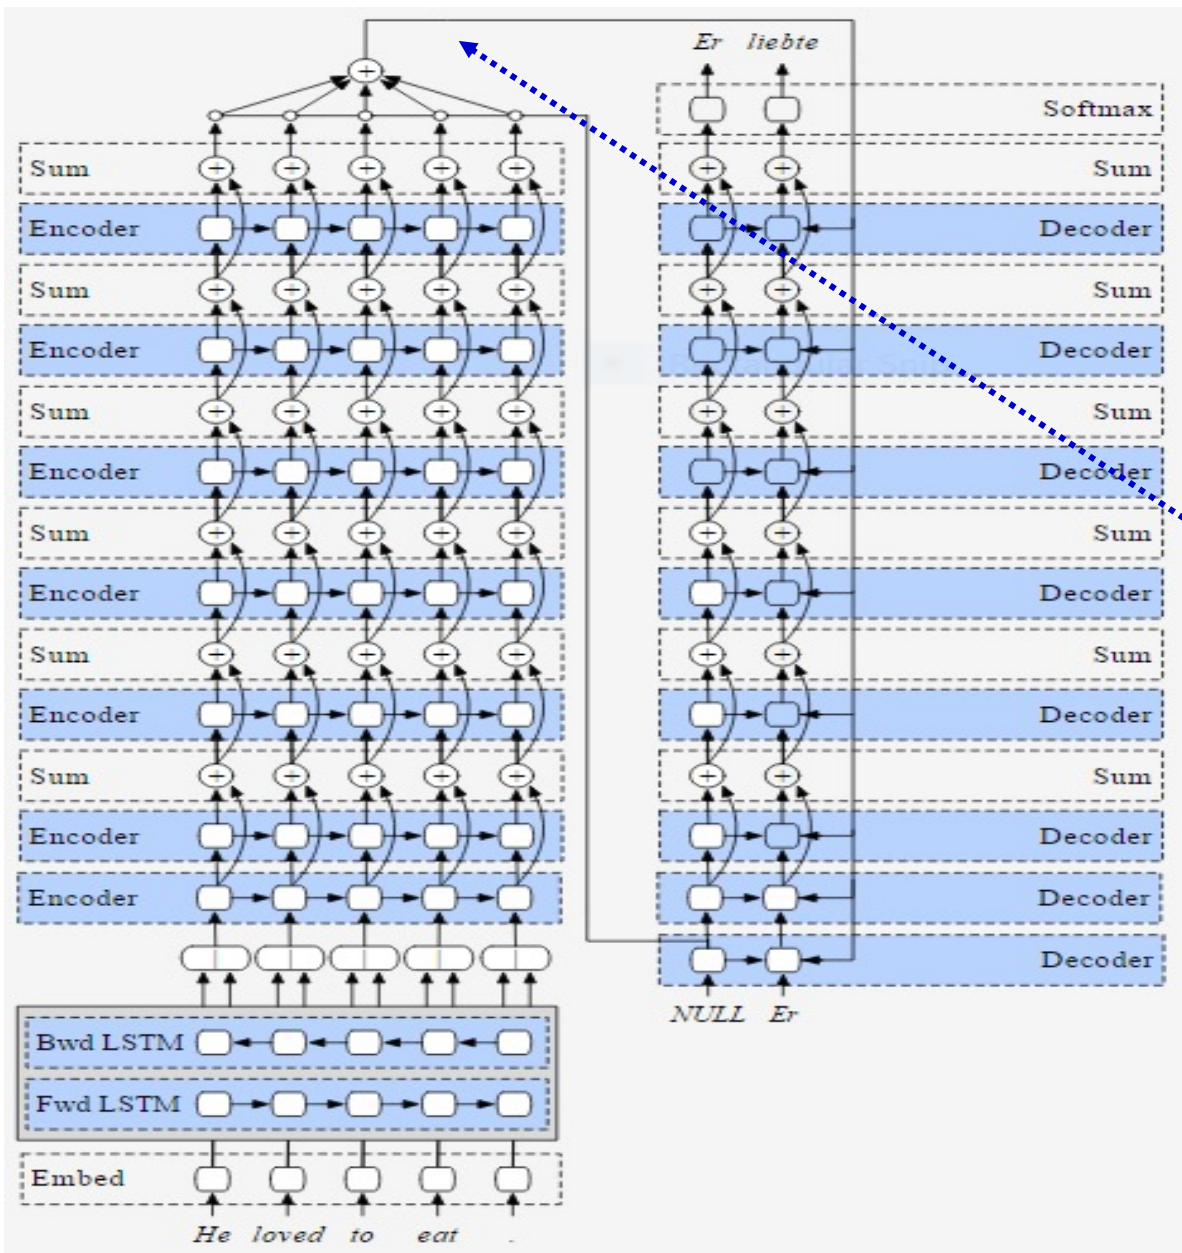 Sum
Encoder
Sum
Encoder
Sum
Encoder
Sum
Encoder
Sum
Encoder
Sum
Encoder
Encoder
Bwd LSTM
Fwd LSTM
Embed
He loved to eat .
Er liebte
Softmax
Sum
Decoder
Sum
Decoder
Sum
Decoder
Sum
Decoder
Sum
Decoder
Sum
Decoder
Decoder
Decoder
NULL Er